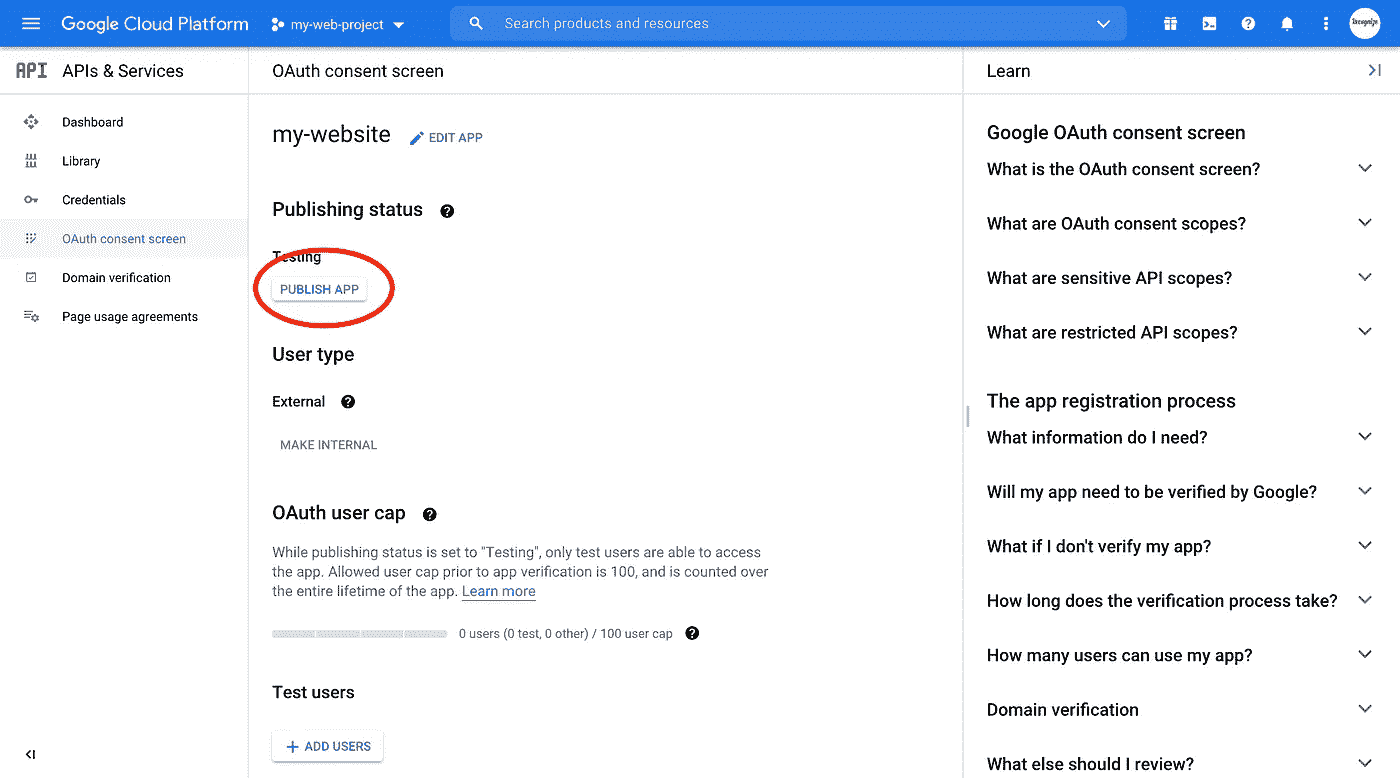 Google Cloud Platform
my-web-project
Search products and resources
API APIs & Services
OAuth consent screen
Learn
Dashboard
Library
Credentials
OAuth consent screen
Domain verification
Page usage agreements
my-website
EDIT APP
Publishing status
Testing
PUBLISH APP
User type
External
MAKE INTERNAL
OAuth user cap
While publishing status is set to "Testing", only test users are able to access
the app. Allowed user cap prior to app verification is 100, and is counted over
the entire lifetime of the app. Learn more
0 users (0 test, 0 other) / 100 user cap
Test users
+ ADD USERS
Google OAuth consent screen
What is the OAuth consent screen?
What are OAuth consent scopes?
What are sensitive API scopes?
What are restricted API scopes?
The app registration process
What information do I need?
Will my app need to be verified by Google?
What if I don't verify my app?
How long does the verification process take?
How many users can use my app?
Domain verification
What else should I review?